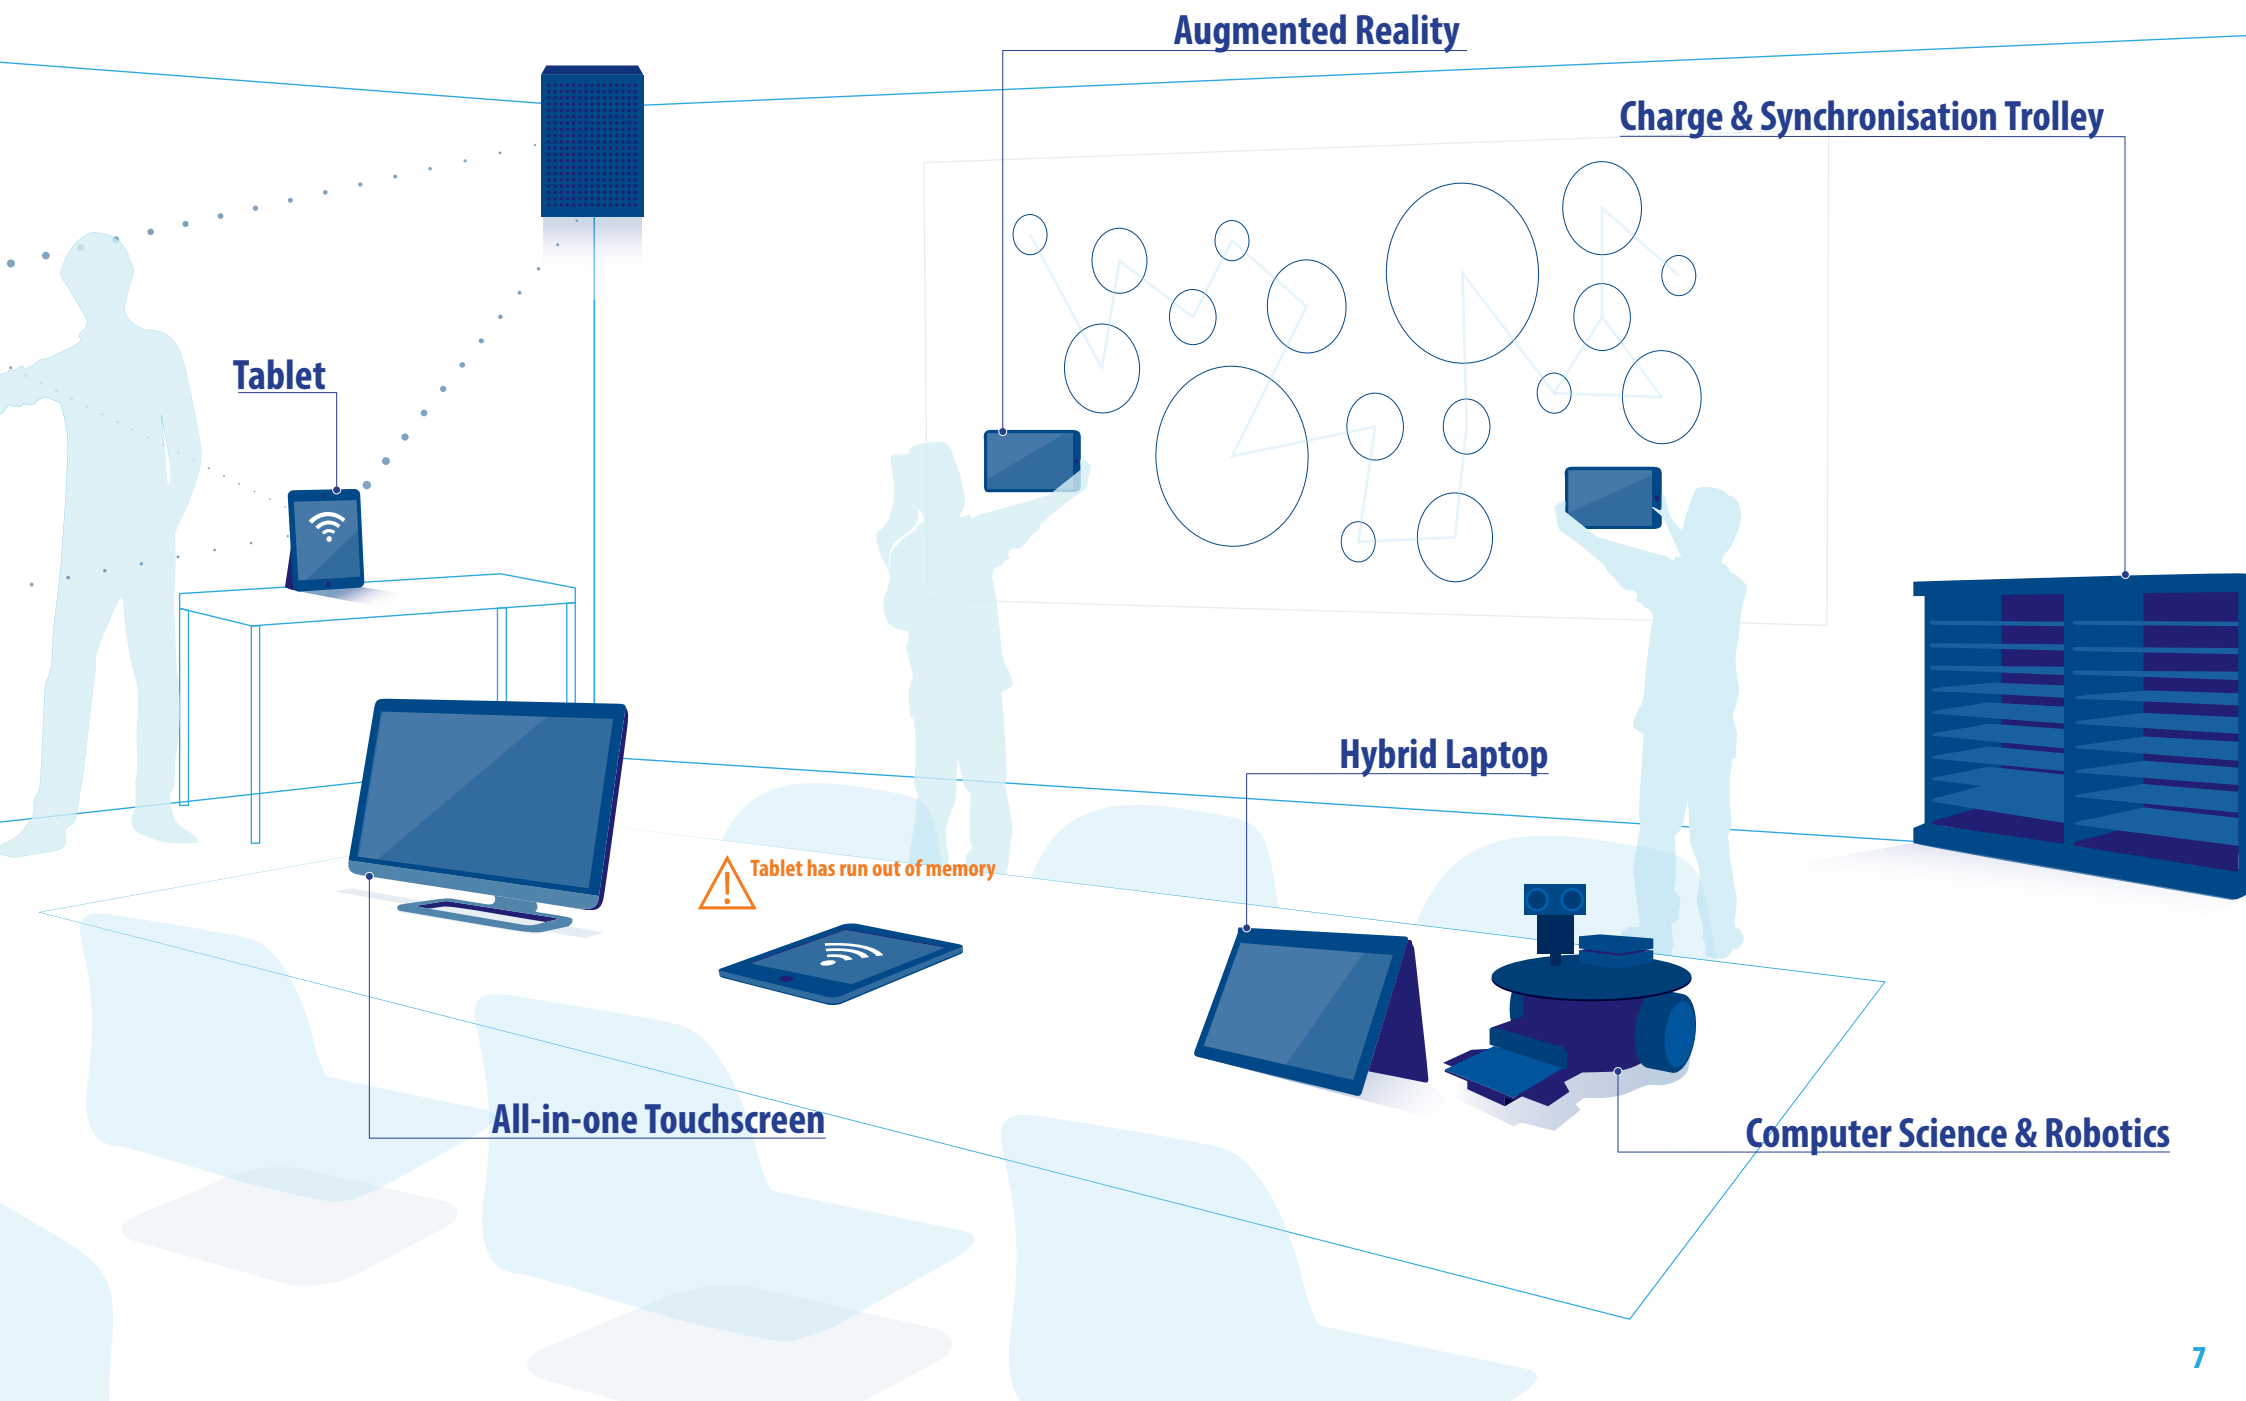 Augmented Reality
Charge & Synchronisation Trolley
Tablet
Hybrid Laptop
Tablet has run out of memory
All-in-one Touchscreen
Computer Science & Robotics
7